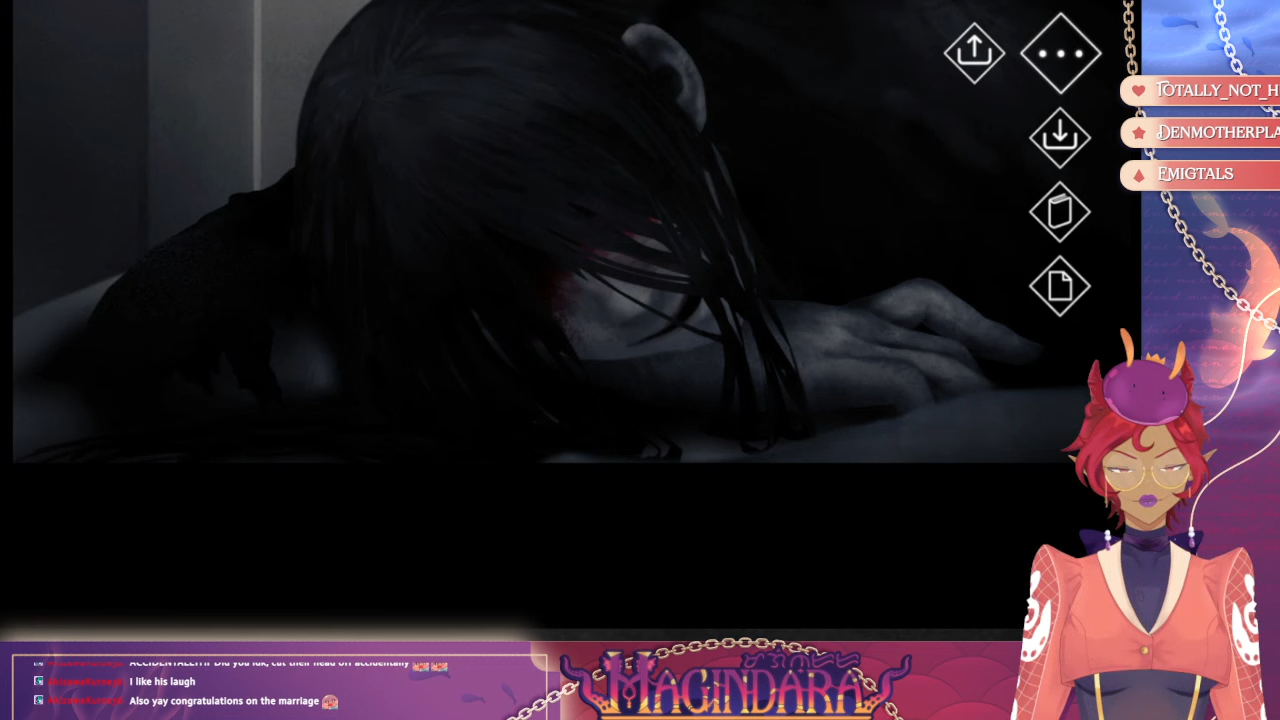 TOTALLY_NOT_H
DENMOTHERPLA
EMIGTALS
ACCIDENTALLY!! Did you idk, cut their head off accidentally
I like his laugh
Also yay congratulations on the marriage
MAGINDARA